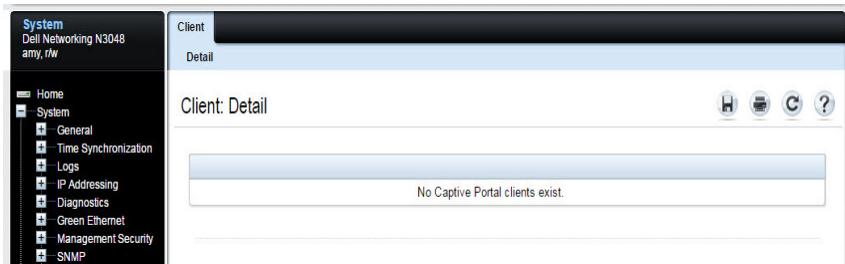 System
Dell Networking N3048
amy, r/w
Home
System
General
Time Synchronization
Logs
IP Addressing
Diagnostics
Green Ethernet
Management Security
SNMP
Client
Detail
Client: Detail
No Captive Portal clients exist.